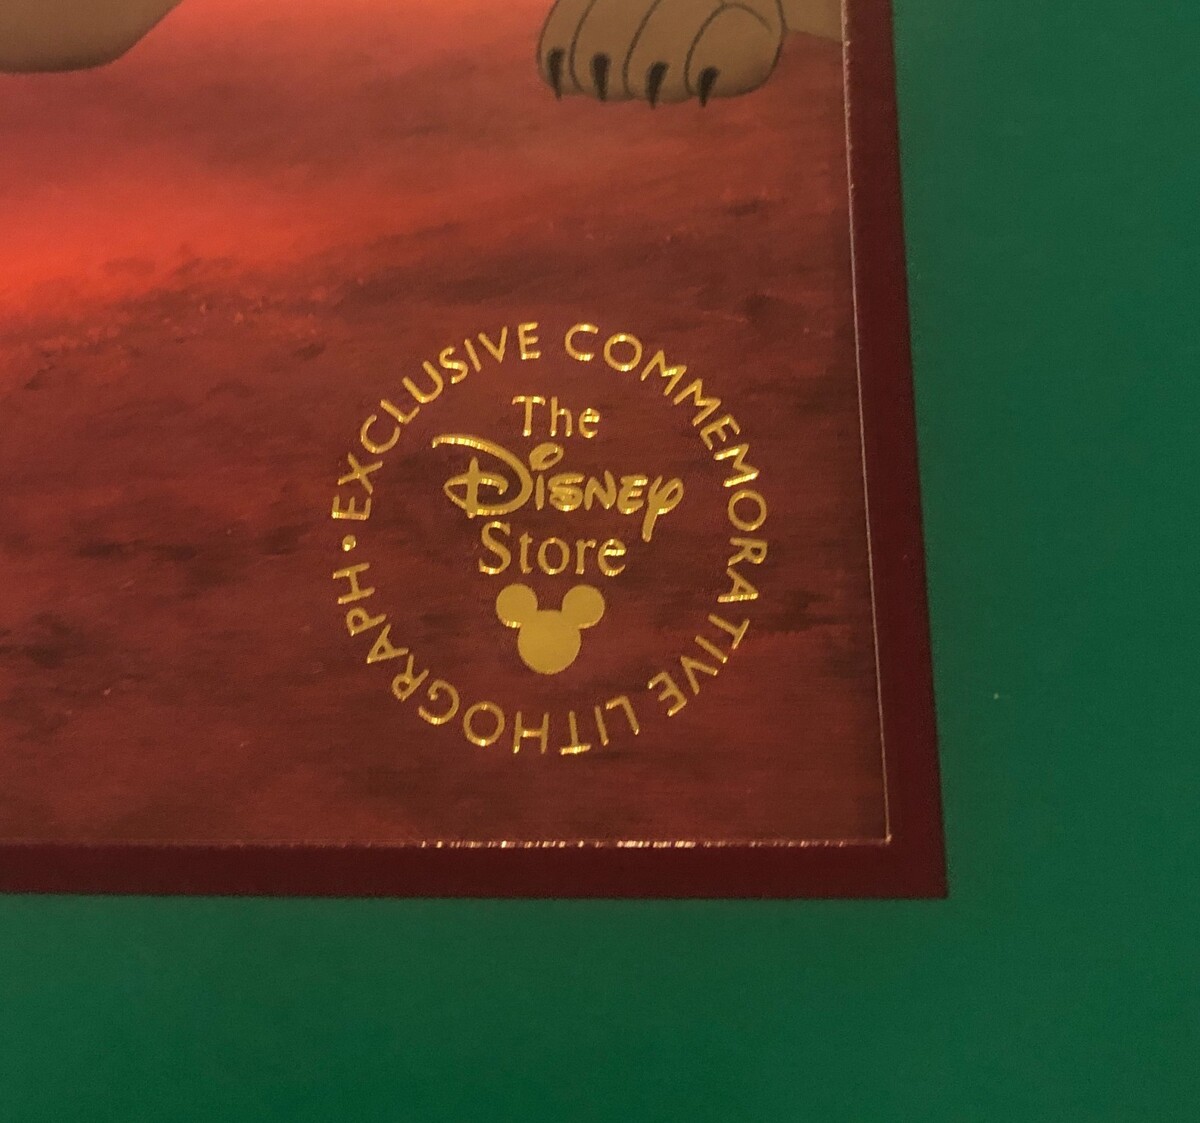 EXCLUSIVE COMMEMORATIVE LITHOGRAPH •
The
Disney
Store